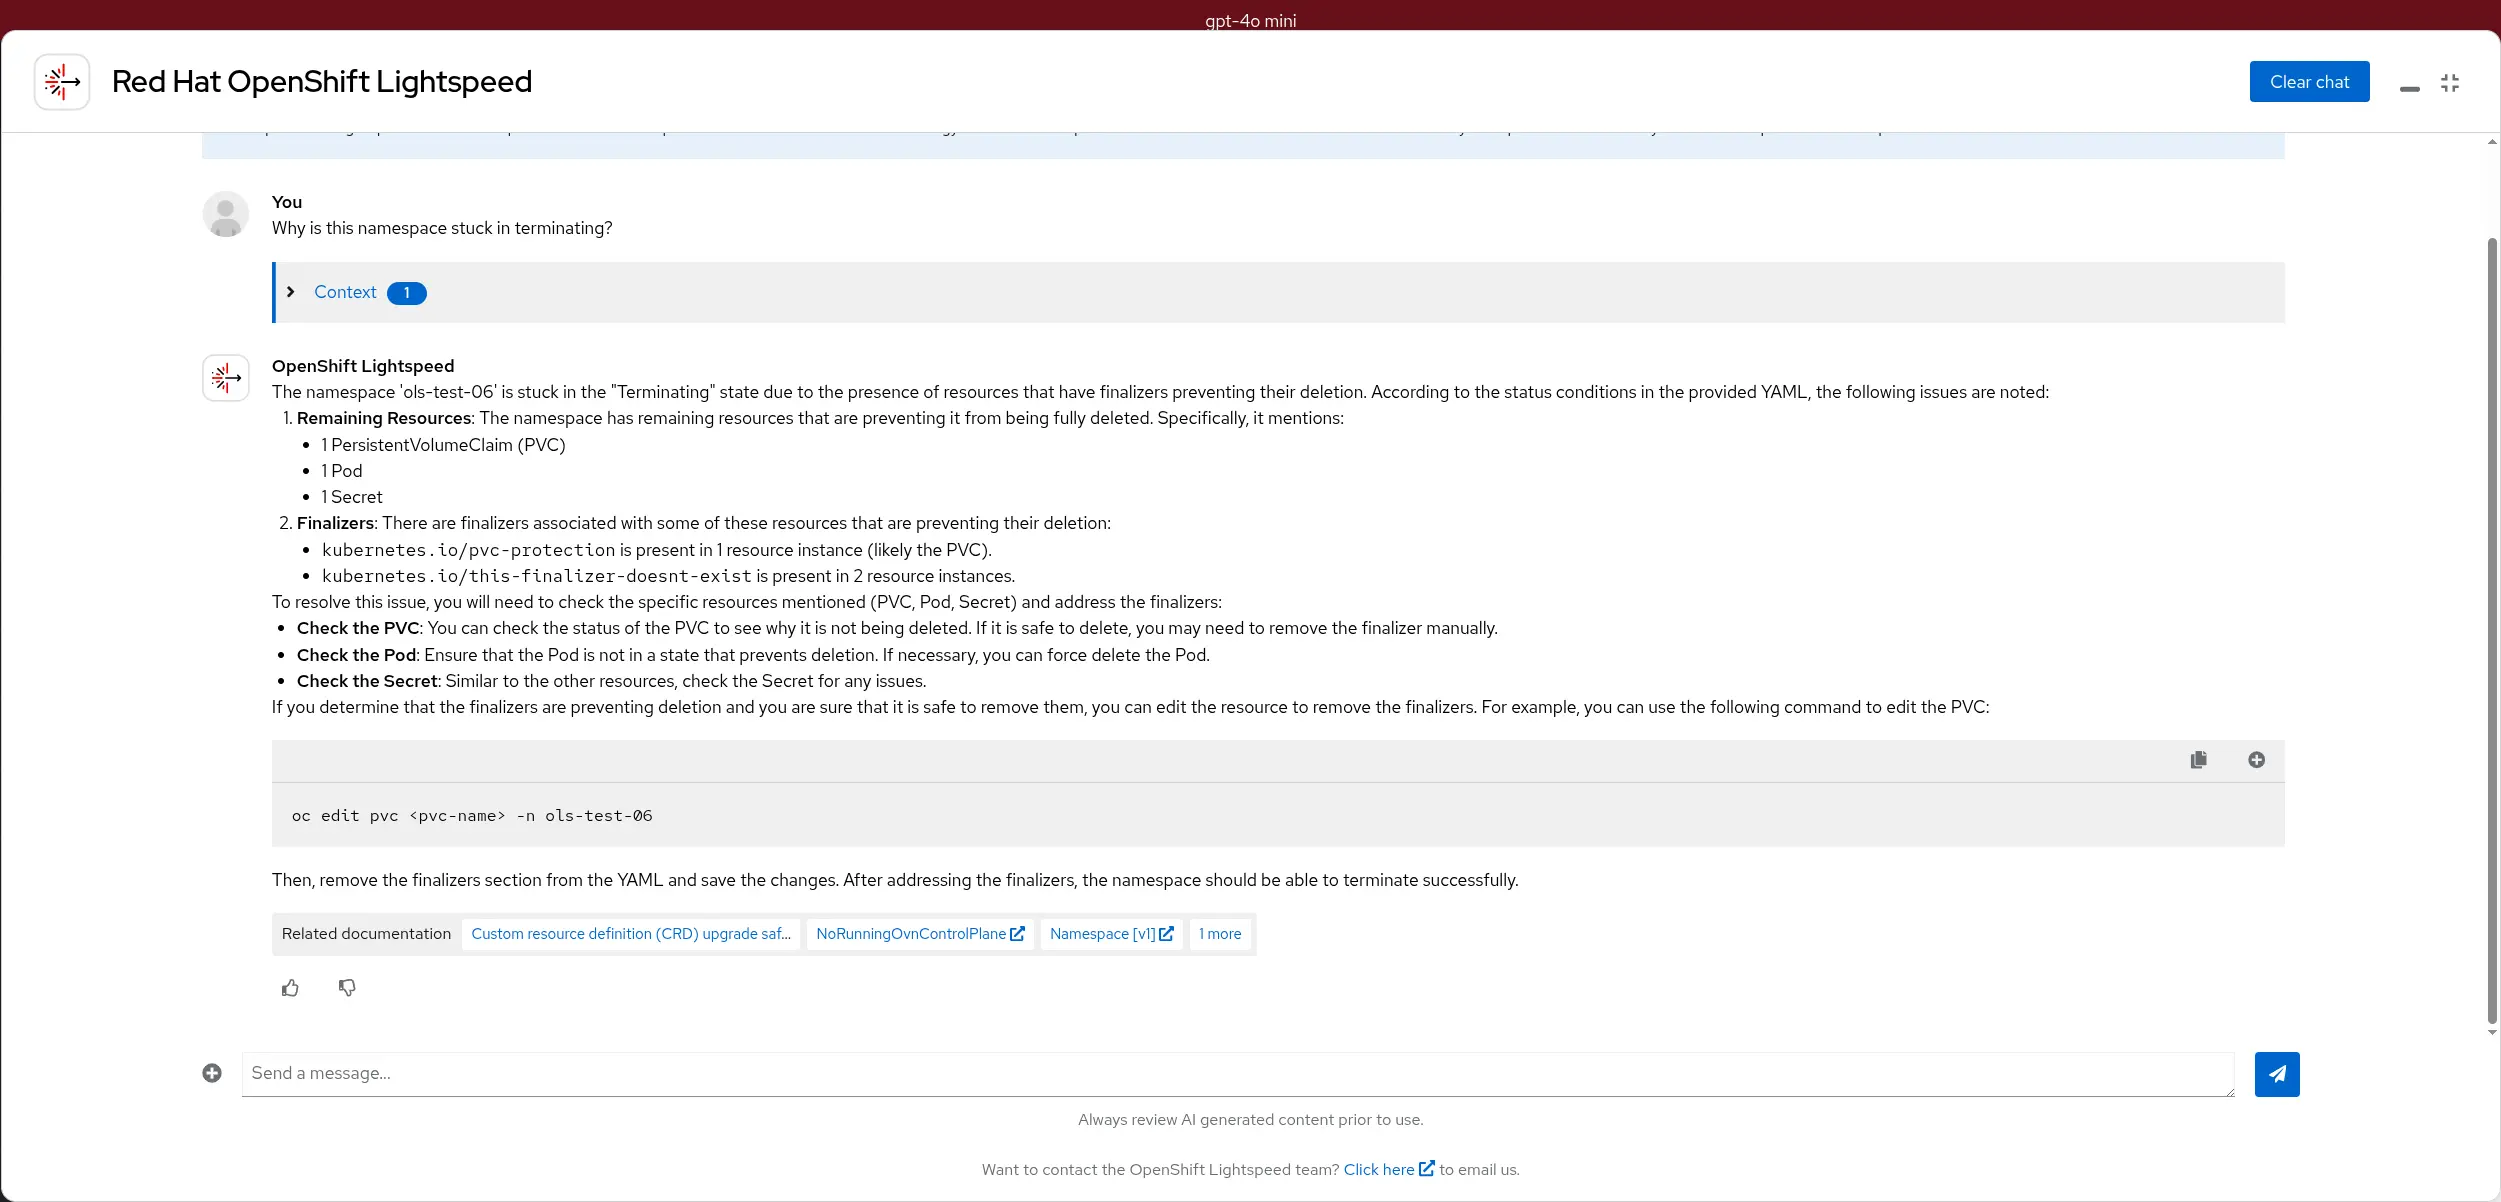 gpt-4o mini
Red Hat OpenShift Lightspeed
Clear chat
You
Why is this namespace stuck in terminating?
Context 1
OpenShift Lightspeed
The namespace 'ols-test-06' is stuck in the "Terminating" state due to the presence of resources that have finalizers preventing their deletion. According to the status conditions in the provided YAML, the following issues are noted:
1. Remaining Resources: The namespace has remaining resources that are preventing it from being fully deleted. Specifically, it mentions:
• 1 PersistentVolumeClaim (PVC)
• 1 Pod
• 1 Secret
2. Finalizers: There are finalizers associated with some of these resources that are preventing their deletion:
• kubernetes.io/pvc-protection is present in 1 resource instance (likely the PVC).
• kubernetes.io/this-finalizer-doesnt-exist is present in 2 resource instances.
To resolve this issue, you will need to check the specific resources mentioned (PVC, Pod, Secret) and address the finalizers:
• Check the PVC: You can check the status of the PVC to see why it is not being deleted. If it is safe to delete, you may need to remove the finalizer manually.
• Check the Pod: Ensure that the Pod is not in a state that prevents deletion. If necessary, you can force delete the Pod.
• Check the Secret: Similar to the other resources, check the Secret for any issues.
If you determine that the finalizers are preventing deletion and you are sure that it is safe to remove them, you can edit the resource to remove the finalizers. For example, you can use the following command to edit the PVC:
oc edit pvc <pvc-name> -n ols-test-06
Then, remove the finalizers section from the YAML and save the changes. After addressing the finalizers, the namespace should be able to terminate successfully.
Related documentation Custom resource definition (CRD) upgrade saf... NoRunningOvnControlPlane Namespace [v1] 1 more
Send a message...
Always review AI generated content prior to use.
Want to contact the OpenShift Lightspeed team? Click here to email us.